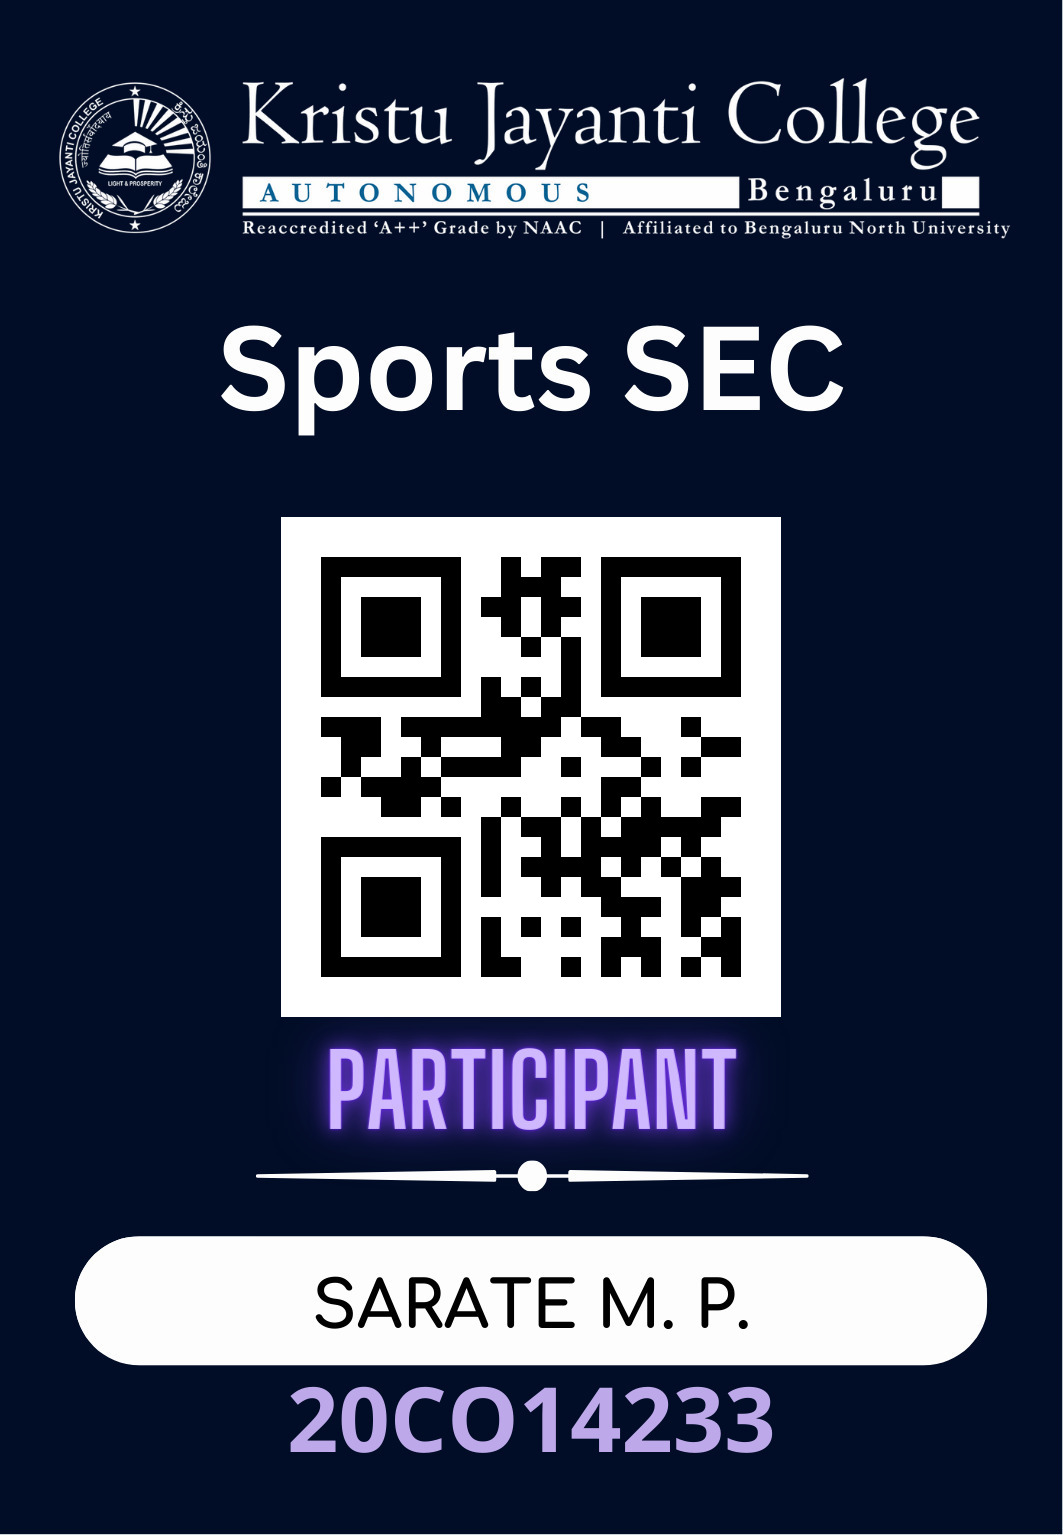 KRISTU JAYANTI COLLEGE
LIGHT & PROSPERITY
Kristu Jayanti College
AUTONOMOUS Bengaluru
Reaccredited ‘A++’ Grade by NAAC | Affiliated to Bengaluru North University
Sports SEC
PARTICIPANT
SARATE M. P.
20CO14233